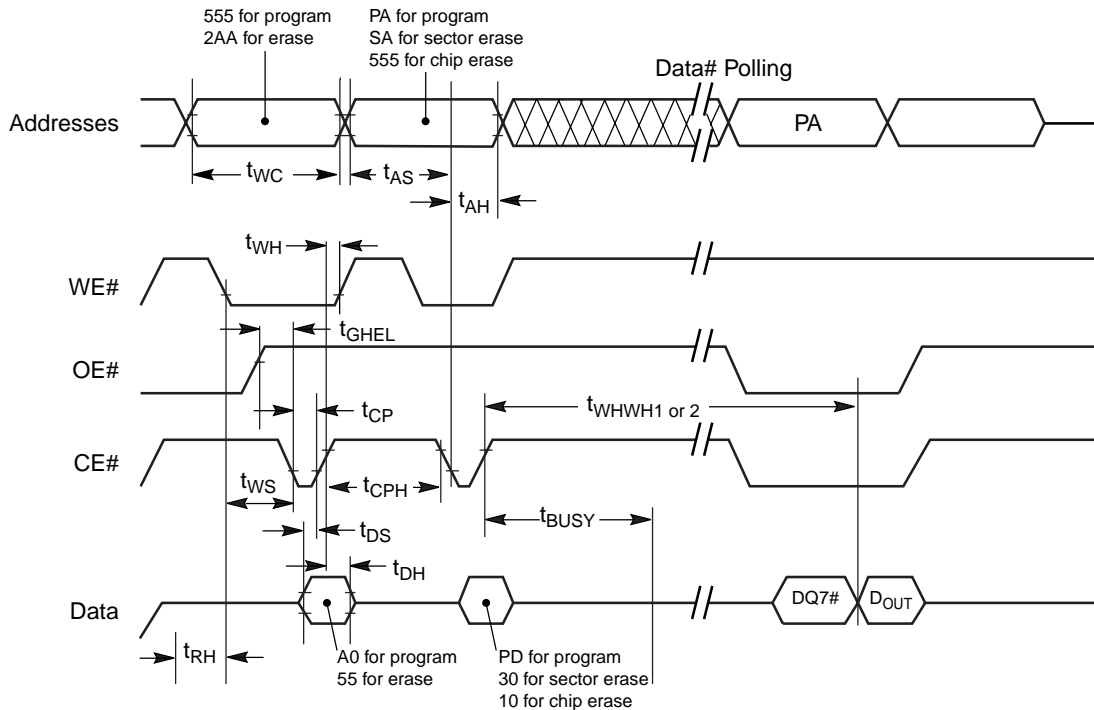 555 for program
2AA for erase
PA for program
SA for sector erase
555 for chip erase
Data# Polling
Addresses
PA
tWC
tAS
tAH
tWH
WE#
tGHEL
OE#
tWHWH1 or 2
tCP
CE#
tWS
tCPH
tBUSY
tDS
tDH
Data
DQ7#
DOUT
tRH
A0 for program
55 for erase
PD for program
30 for sector erase
10 for chip erase